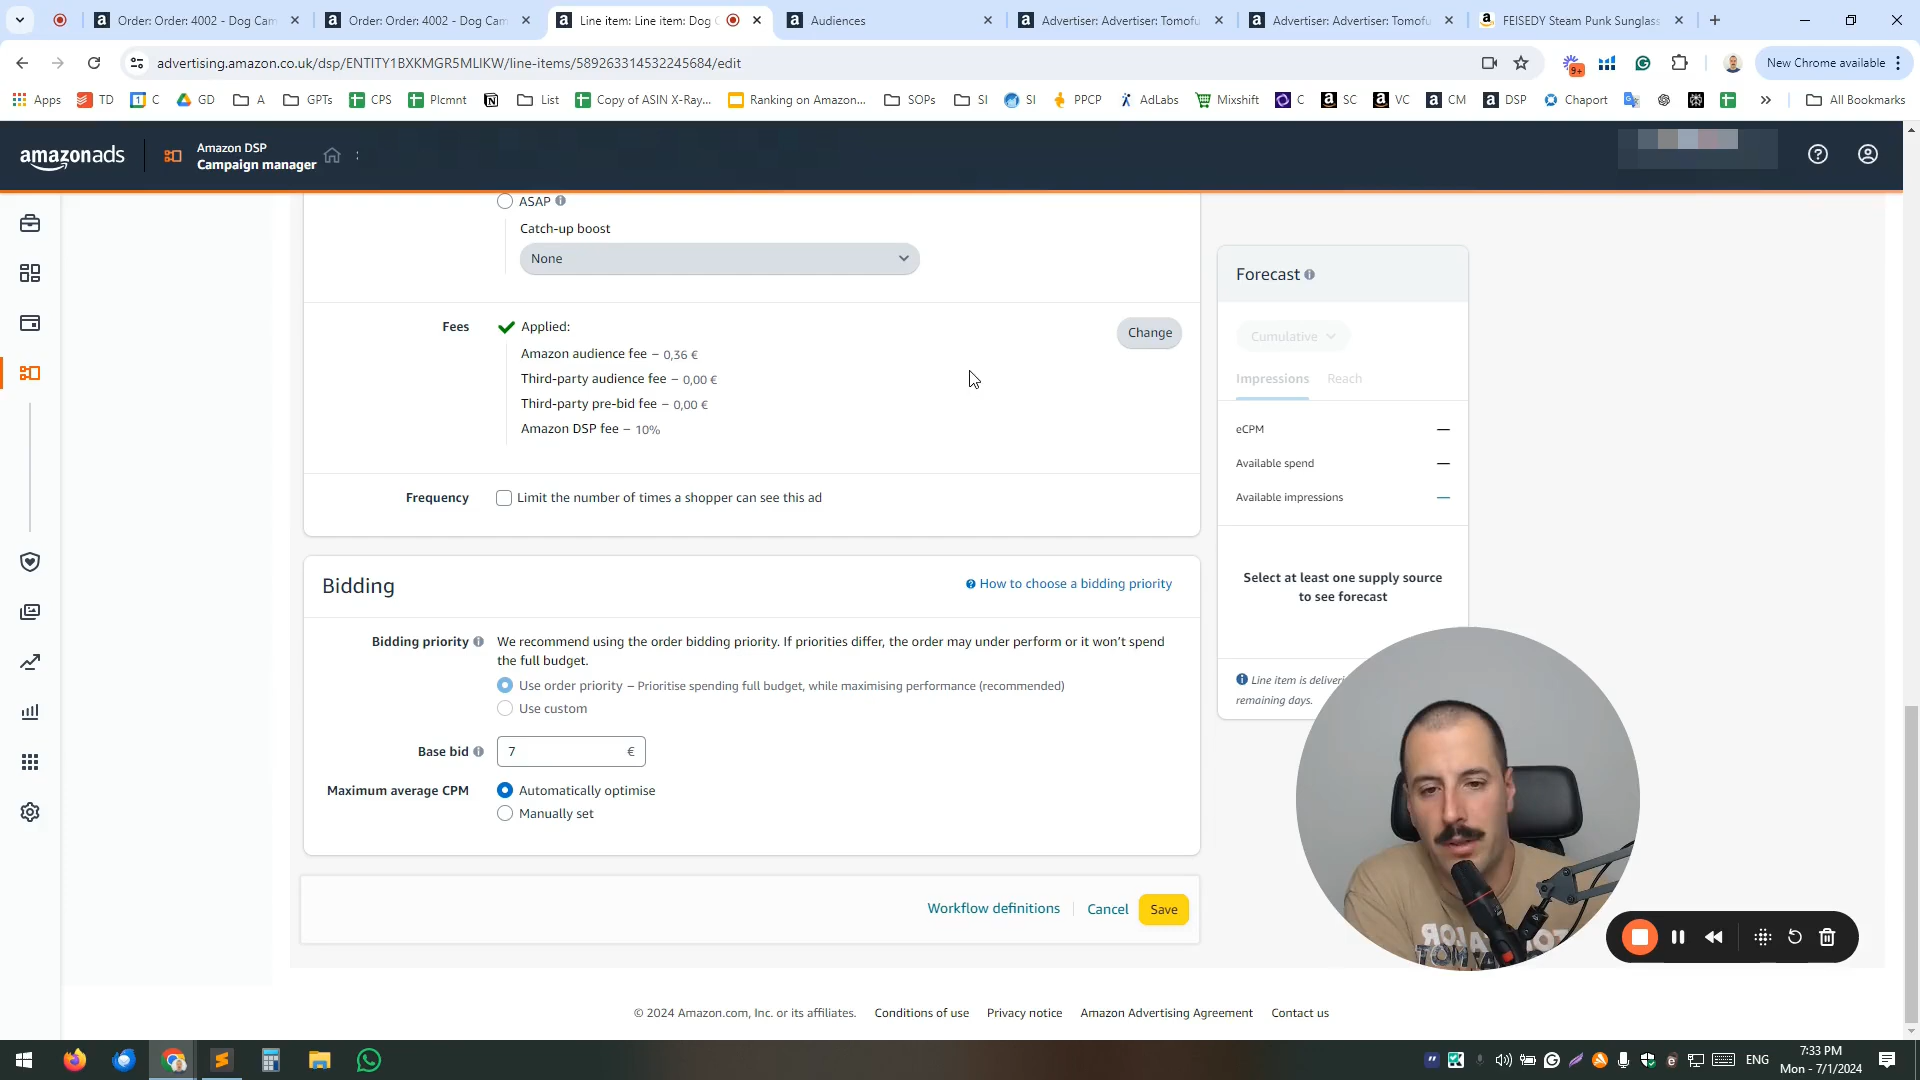 Order: Order: 4002 - Dog Cam
Order: Order: 4002 - Dog Cam
Line item: Line item: Dog C
Audiences
Advertiser: Advertiser: Tomofu
Advertiser: Advertiser: Tomofu
FEISEDY Steam Punk Sunglass
advertising.amazon.co.uk/dsp/ENTITY1BXKMGR5MLIKW/line-items/589263314532245684/edit
9+
New Chrome available
Apps
TD
C
GD
A
GPTs
CPS
Plcmnt
List
Copy of ASIN X-Ray...
Ranking on Amazon...
SOPs
SI
SI
PPCP
AdLabs
Mixshift
C
SC
VC
CM
DSP
Chaport
All Bookmarks
amazonads
Amazon DSP
Campaign manager
ASAP
Catch-up boost
None
Fees
Applied:
Change
Amazon audience fee – 0,36 €
Third-party audience fee – 0,00 €
Third-party pre-bid fee – 0,00 €
Amazon DSP fee – 10%
Frequency
Limit the number of times a shopper can see this ad
Forecast
Cumulative
Impressions
Reach
eCPM —
Available spend —
Available impressions —
Select at least one supply source
to see forecast
Line item is deliveri
remaining days.
Bidding
How to choose a bidding priority
Bidding priority
We recommend using the order bidding priority. If priorities differ, the order may under perform or it won't spend
the full budget.
Use order priority – Prioritise spending full budget, while maximising performance (recommended)
Use custom
Base bid
7 €
Maximum average CPM
Automatically optimise
Manually set
Workflow definitions
Cancel
Save
© 2024 Amazon.com, Inc. or its affiliates.
Conditions of use
Privacy notice
Amazon Advertising Agreement
Contact us
ENG
7:33 PM
Mon - 7/1/2024